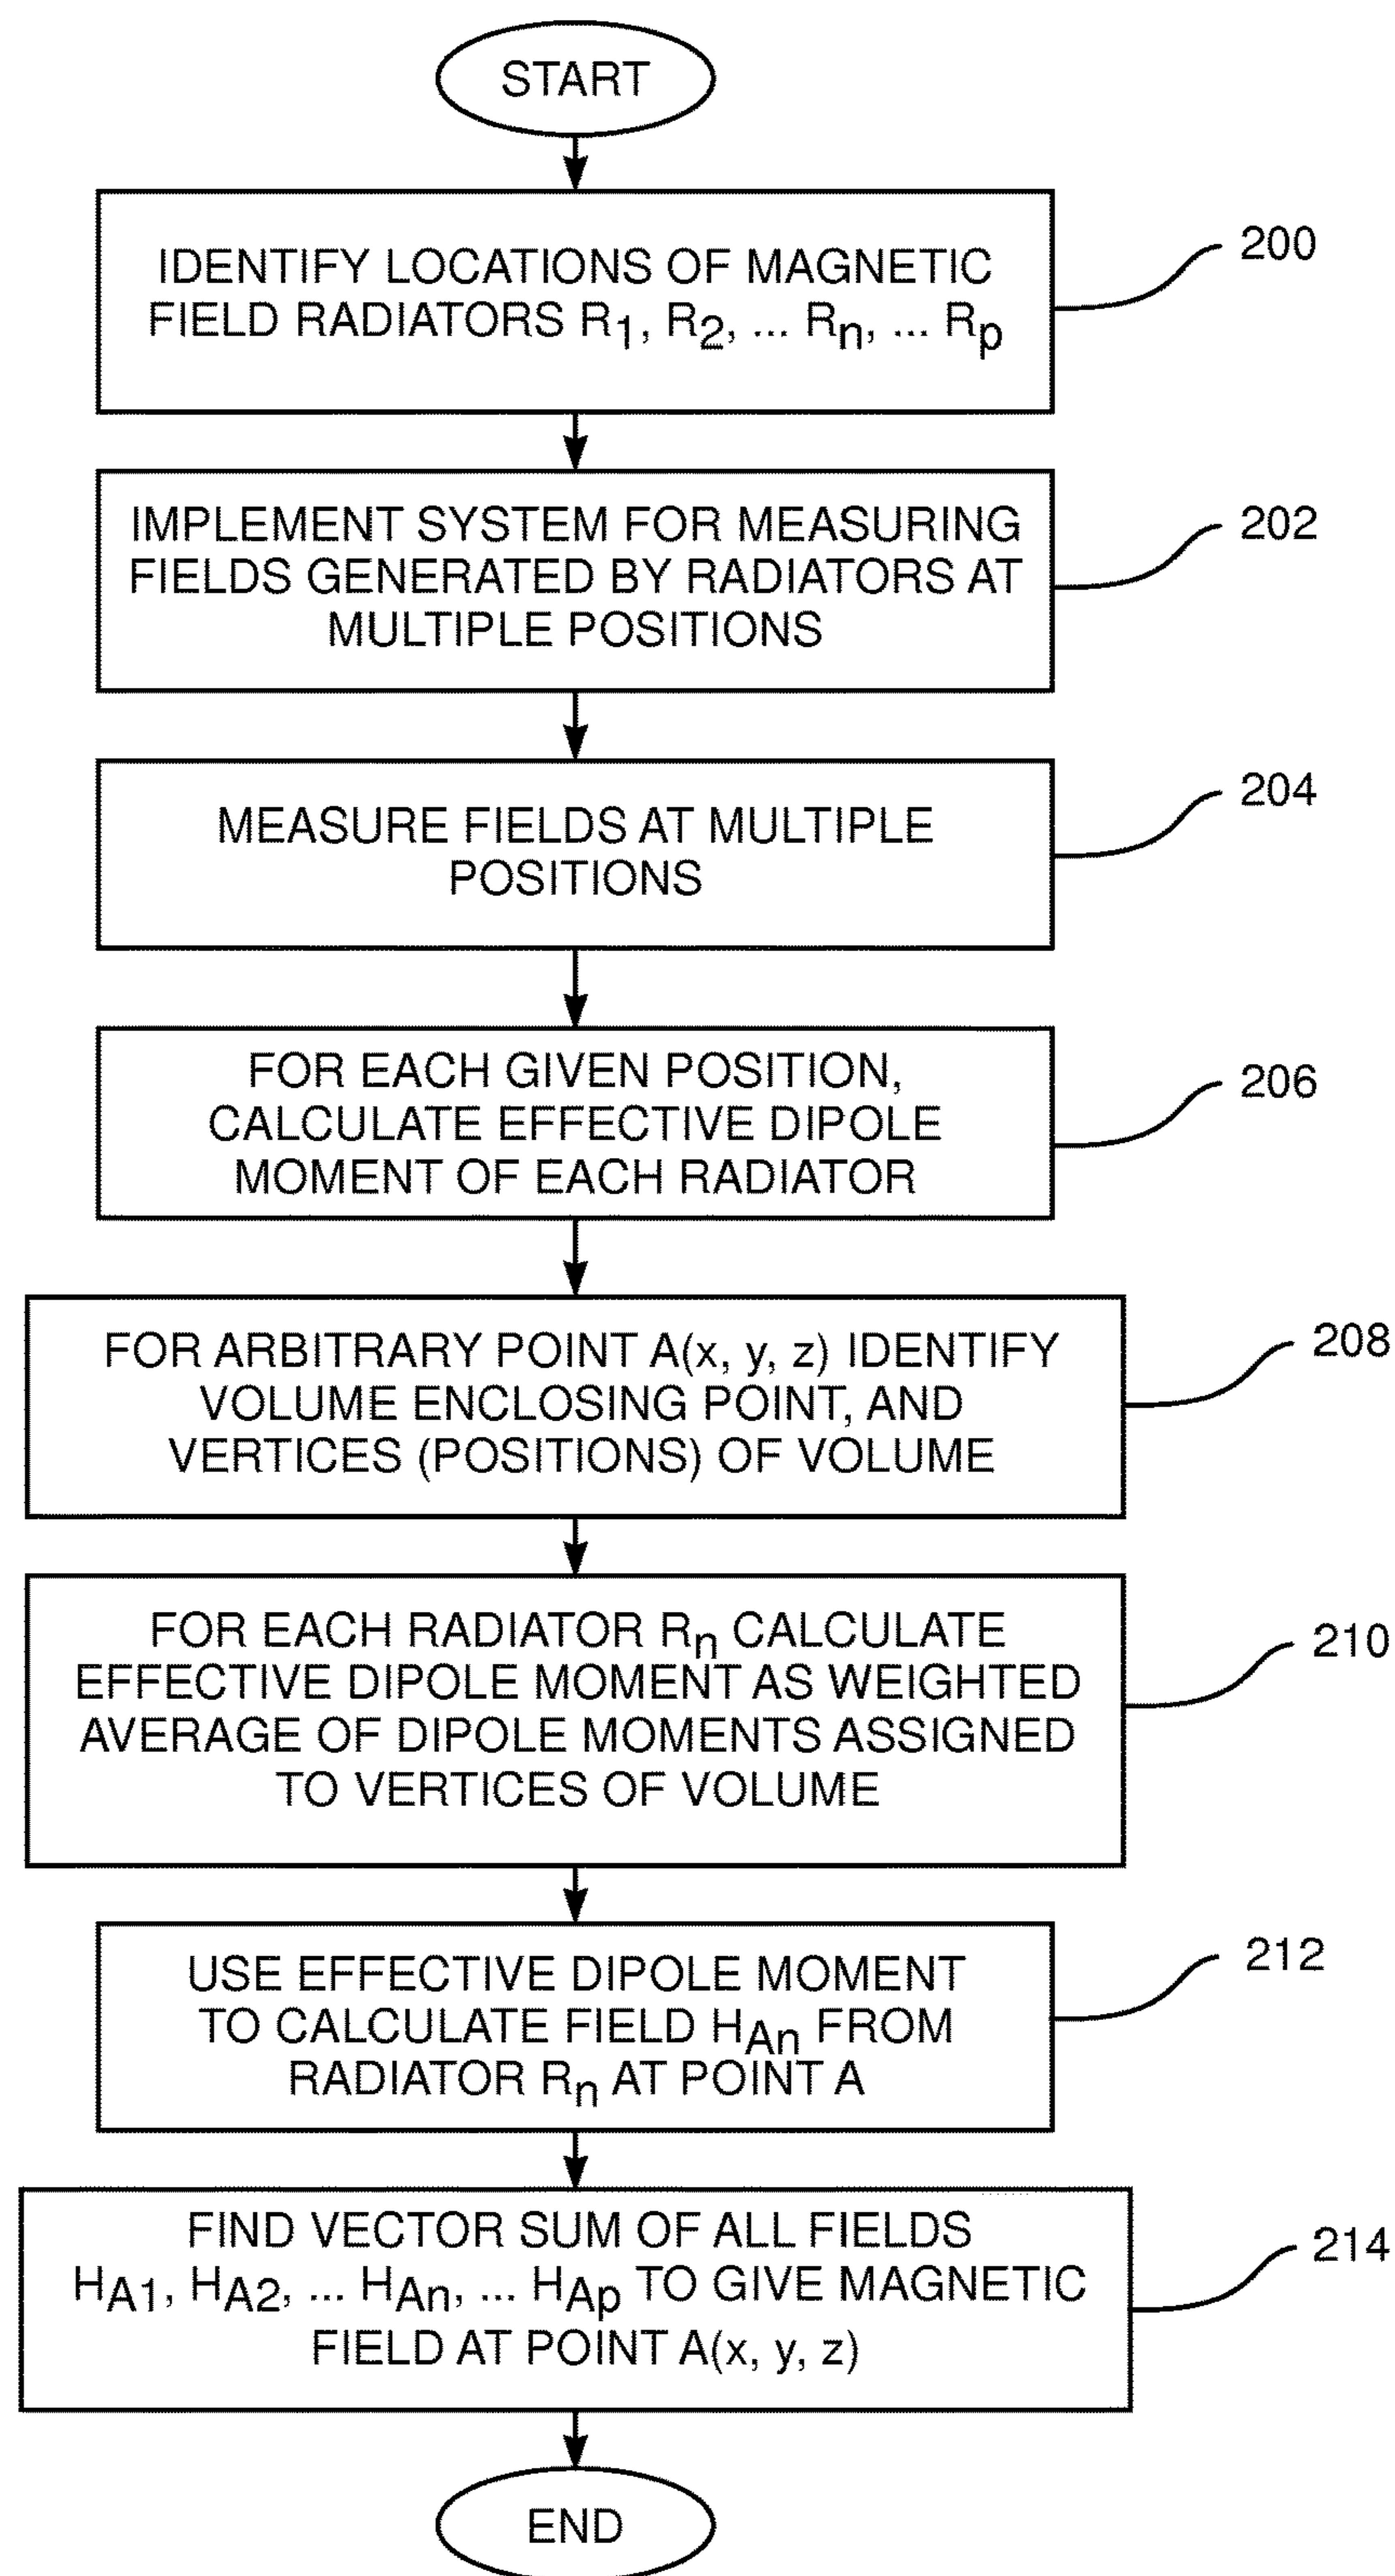 START
IDENTIFY LOCATIONS OF MAGNETIC
FIELD RADIATORS R1, R2, ... Rn, ... Rp
200
IMPLEMENT SYSTEM FOR MEASURING
FIELDS GENERATED BY RADIATORS AT
MULTIPLE POSITIONS
202
MEASURE FIELDS AT MULTIPLE
POSITIONS
204
FOR EACH GIVEN POSITION,
CALCULATE EFFECTIVE DIPOLE
MOMENT OF EACH RADIATOR
206
FOR ARBITRARY POINT A(x, y, z) IDENTIFY
VOLUME ENCLOSING POINT, AND
VERTICES (POSITIONS) OF VOLUME
208
FOR EACH RADIATOR Rn CALCULATE
EFFECTIVE DIPOLE MOMENT AS WEIGHTED
AVERAGE OF DIPOLE MOMENTS ASSIGNED
TO VERTICES OF VOLUME
210
USE EFFECTIVE DIPOLE MOMENT
TO CALCULATE FIELD HAn FROM
RADIATOR Rn AT POINT A
212
FIND VECTOR SUM OF ALL FIELDS
HA1, HA2, ... HAn, ... HAp TO GIVE MAGNETIC
FIELD AT POINT A(x, y, z)
214
END